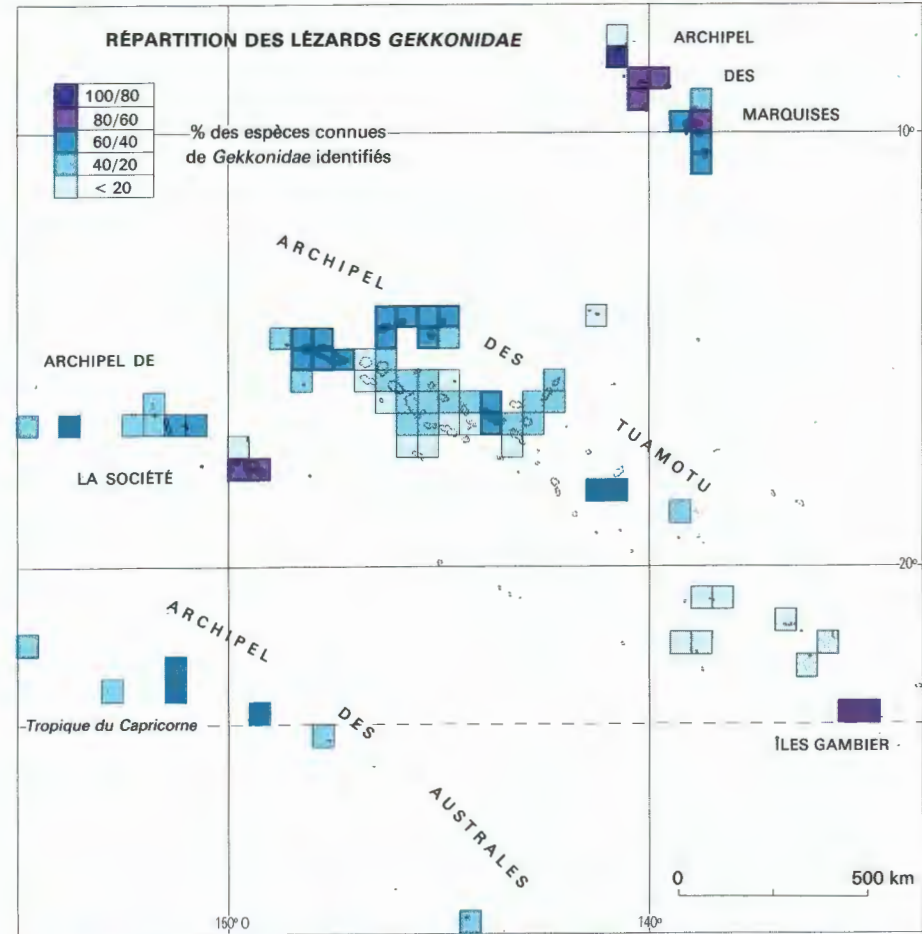 RÉPARTITION DES LÉZARDS GEKKONIDAE
100/80
80/60
60/40
40/20
< 20
% des espèces connues
de Gekkonidae identifiés
ARCHIPEL
DES
MARQUISES
10°
ARCHIPEL
DES
TUAMOTU
ARCHIPEL DE
LA SOCIÉTÉ
20°
ARCHIPEL
DES
AUSTRALES
Tropique du Capricorne
ÎLES GAMBIER
0 500 km
150° O
140°